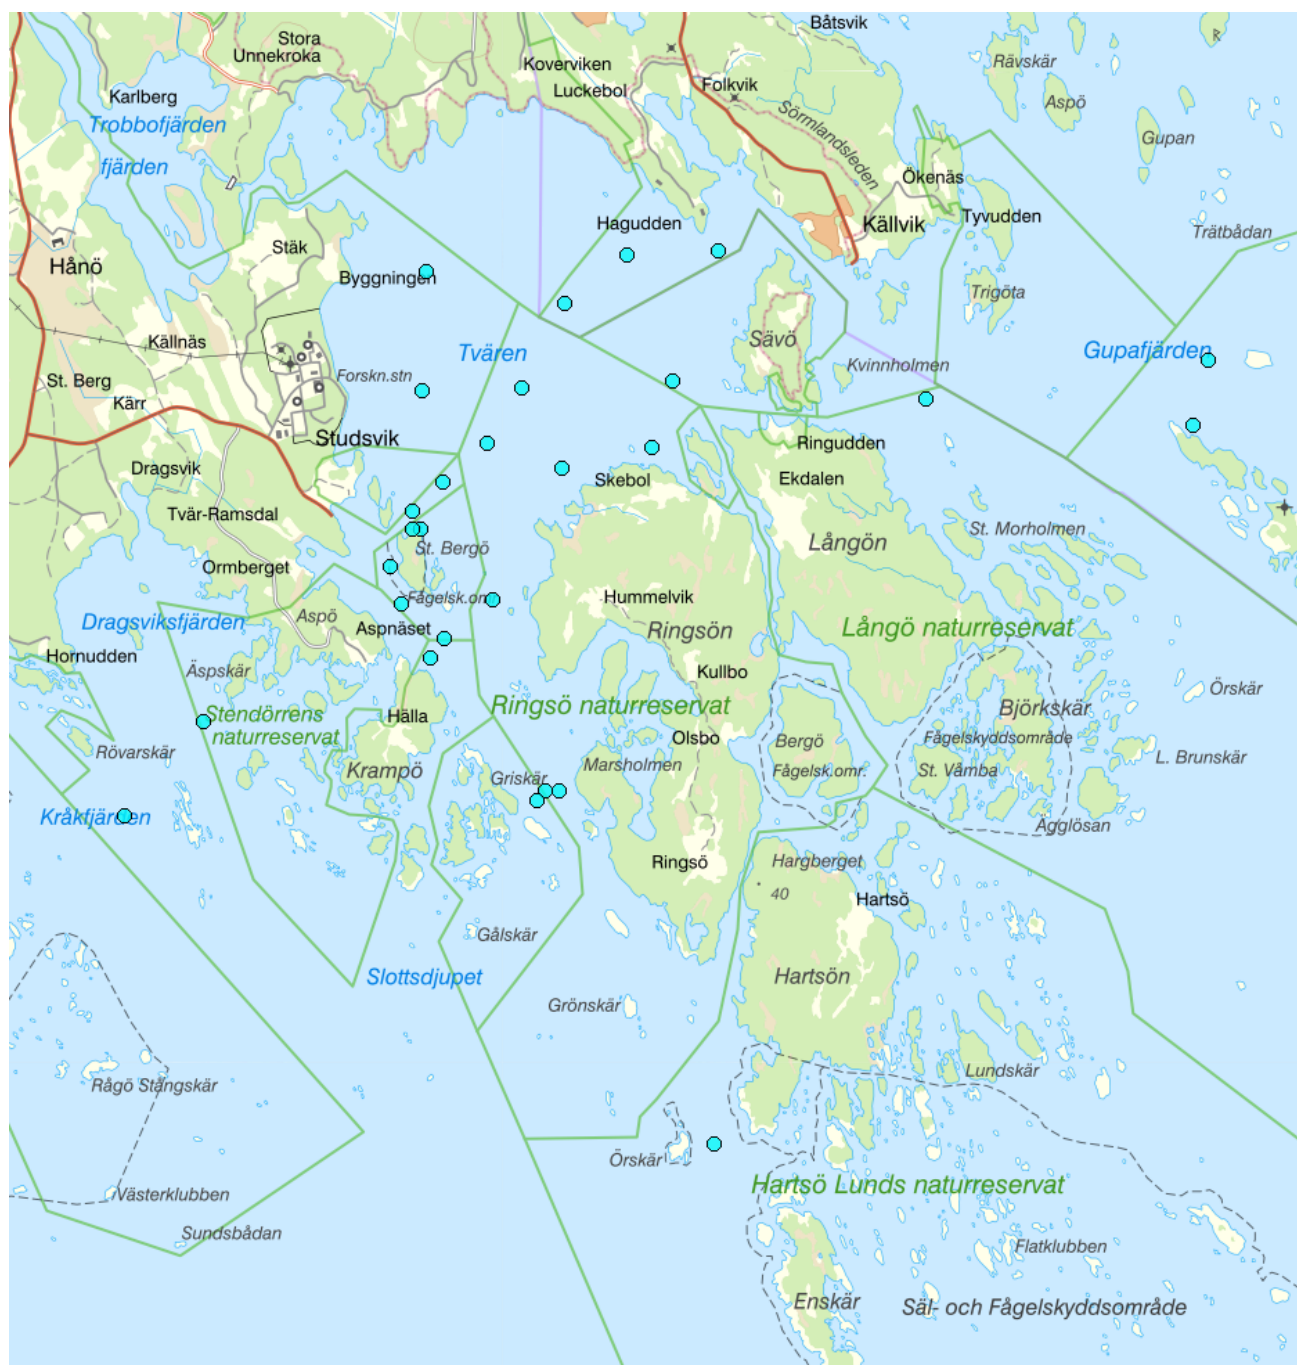 Båtsvik
Stora
Unnekroka
Koverviken
Luckebol
Folkvik
Rävskär
Aspö
Gupan
R
Karlberg
Trobbofjärden
fjärden
Sörmlandsleden
Ökenäs
Tyvudden
Källvik
Hagudden
Trätbådan
Stäk
Hånö
Byggningen
Trigöta
Källnäs
Tvären
Sävö
Kvinnholmen
Gupafjärden
St. Berg
Kärr
Forskn.stn
Studsvik
Ringudden
Dragsvik
Skebol
Ekdalen
Tvär-Ramsdal
St. Bergö
Långön
St. Morholmen
Ormberget
Fågelsk.omr.
Hummelvik
Aspö
Dragsviksfjärden
Aspnäset
Ringsön
Långö naturreservat
Hornudden
Äspskär
Kullbo
Örskär
Stendörrens
naturreservat
Hälla
Ringsö naturreservat
Björkskär
Rövarskär
Olsbo
Bergö
Fågelskyddsområde
L. Brunskär
Krampö
Griskär
Marsholmen
Fågelsk.omr.
St. Våmba
Kråkfjärden
Agglösan
Ringsö
Hargberget
40
Hartsö
Gålskär
Slottsdjupet
Hartsön
Grönskär
Rågö Stångskär
Lundskär
Örskär
Hartsö Lunds naturreservat
Västerklubben
Sundsbådan
Flatklubben
Enskär
Säl- och Fågelskyddsområde